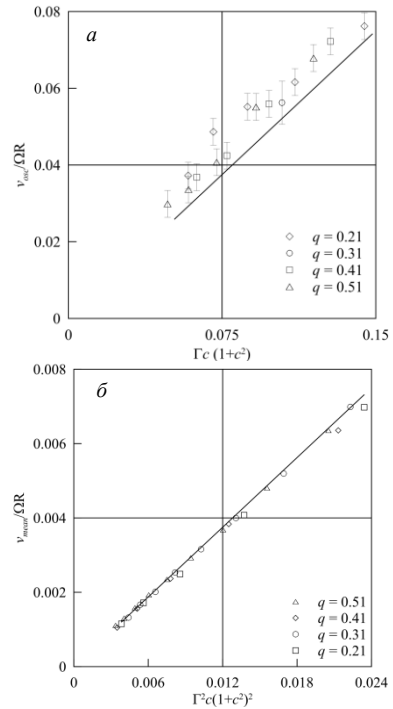 0.08
a
0.06
0.04
0.02
0
v_osc/ΩR
q = 0.21
q = 0.31
q = 0.41
q = 0.51
0 0.075 0.15
Γc (1+c²)
0.008
б
0.006
0.004
0.002
0
v_mean/ΩR
q = 0.51
q = 0.41
q = 0.31
q = 0.21
0 0.006 0.012 0.018 0.024
Γ²c(1+c²)²